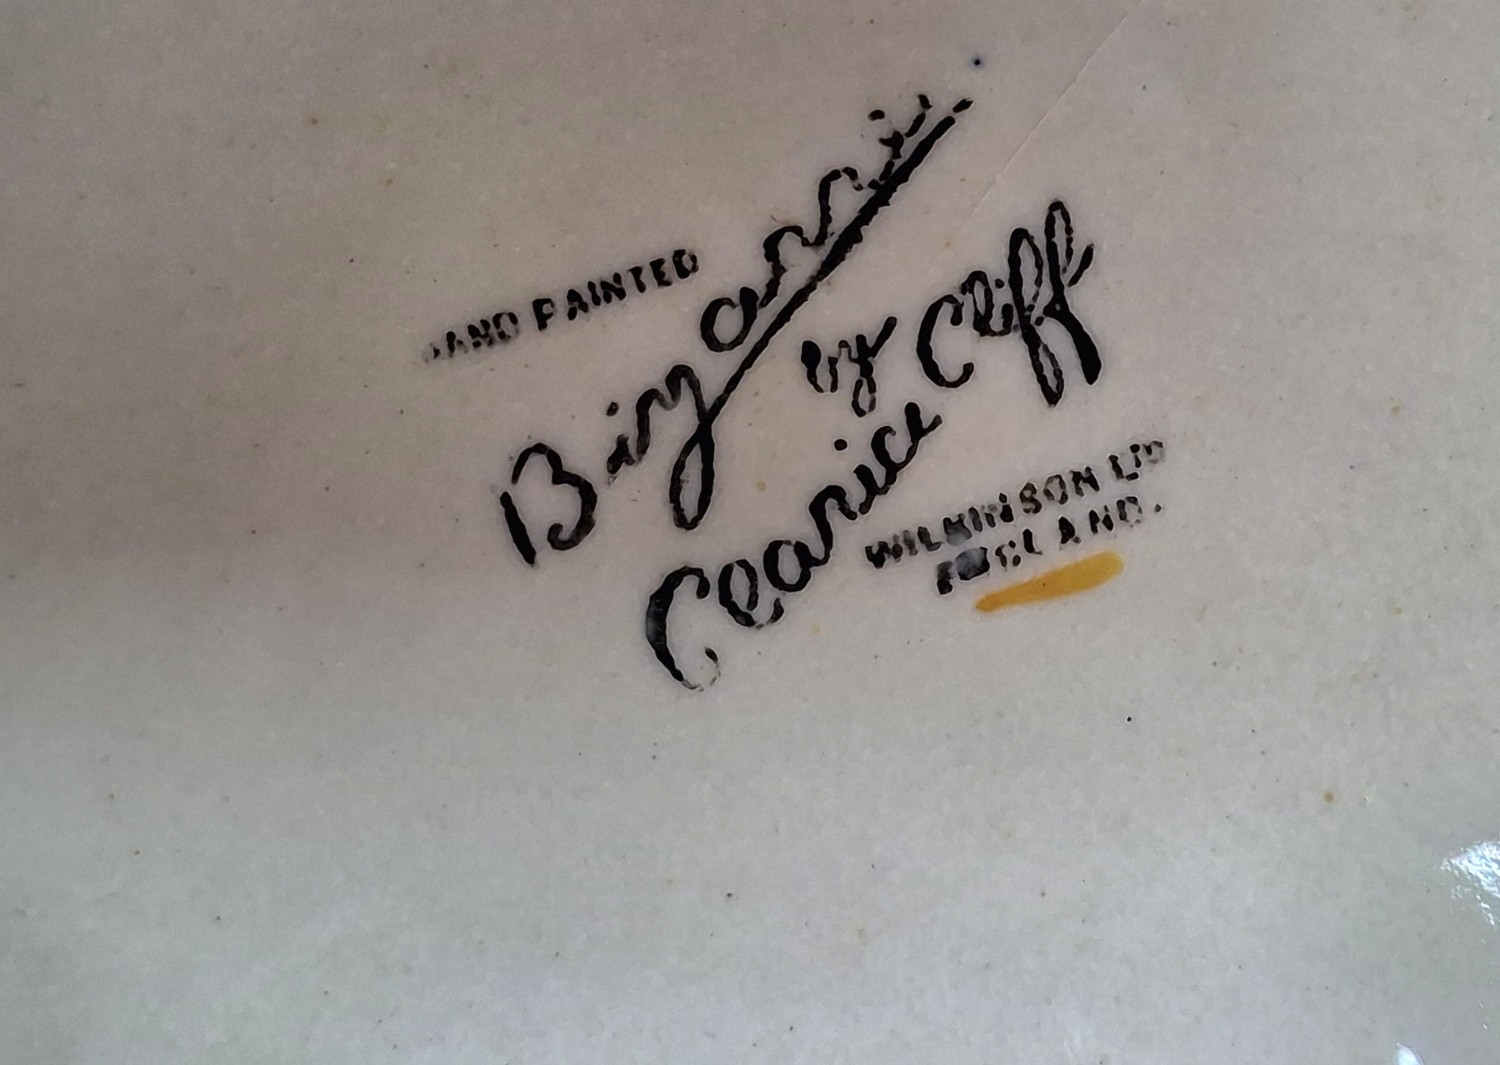 HAND PAINTED
Bizarre
by
Clarice Cliff
WILKINSON LTD
ENGLAND.